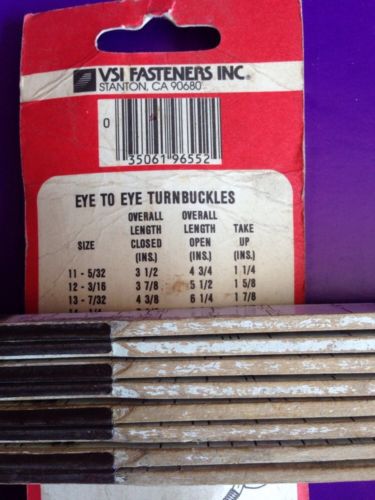 VSI FASTENERS INC.®
STANTON, CA 90680
0
35061 96552
EYE TO EYE TURNBUCKLES
SIZE OVERALL LENGTH CLOSED (INS.) OVERALL LENGTH OPEN (INS.) TAKE UP (INS.)
11 - 5/32 3 1/2 4 3/4 1 1/4
12 - 3/16 3 7/8 5 1/2 1 5/8
13 - 7/32 4 3/8 6 1/4 1 7/8